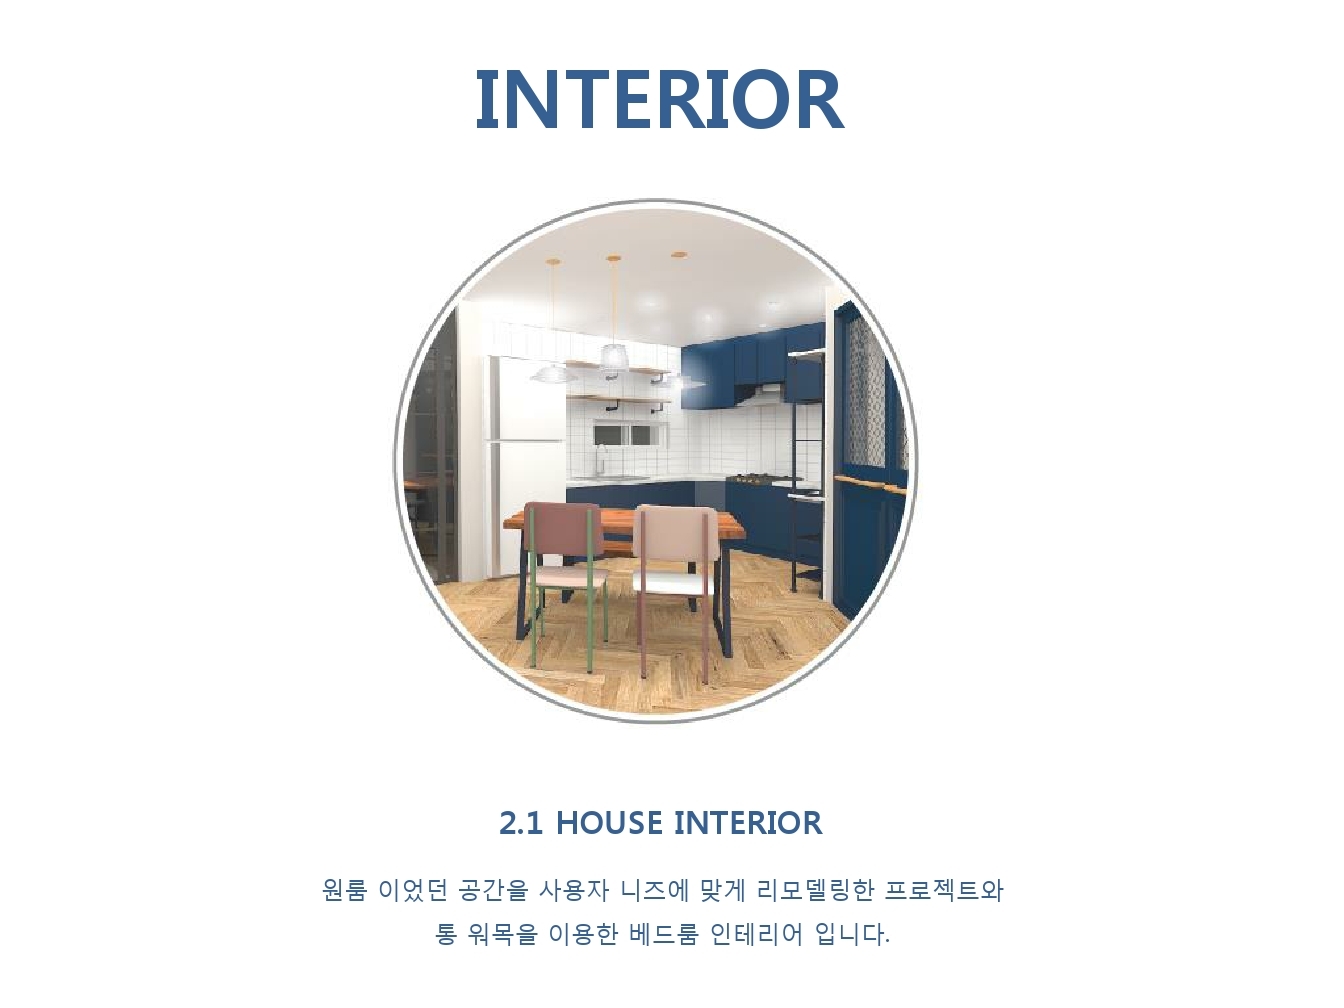 INTERIOR
2.1 HOUSE INTERIOR
원룸 이었던 공간을 사용자 니즈에 맞게 리모델링한 프로젝트와
통 워목을 이용한 베드룸 인테리어 입니다.